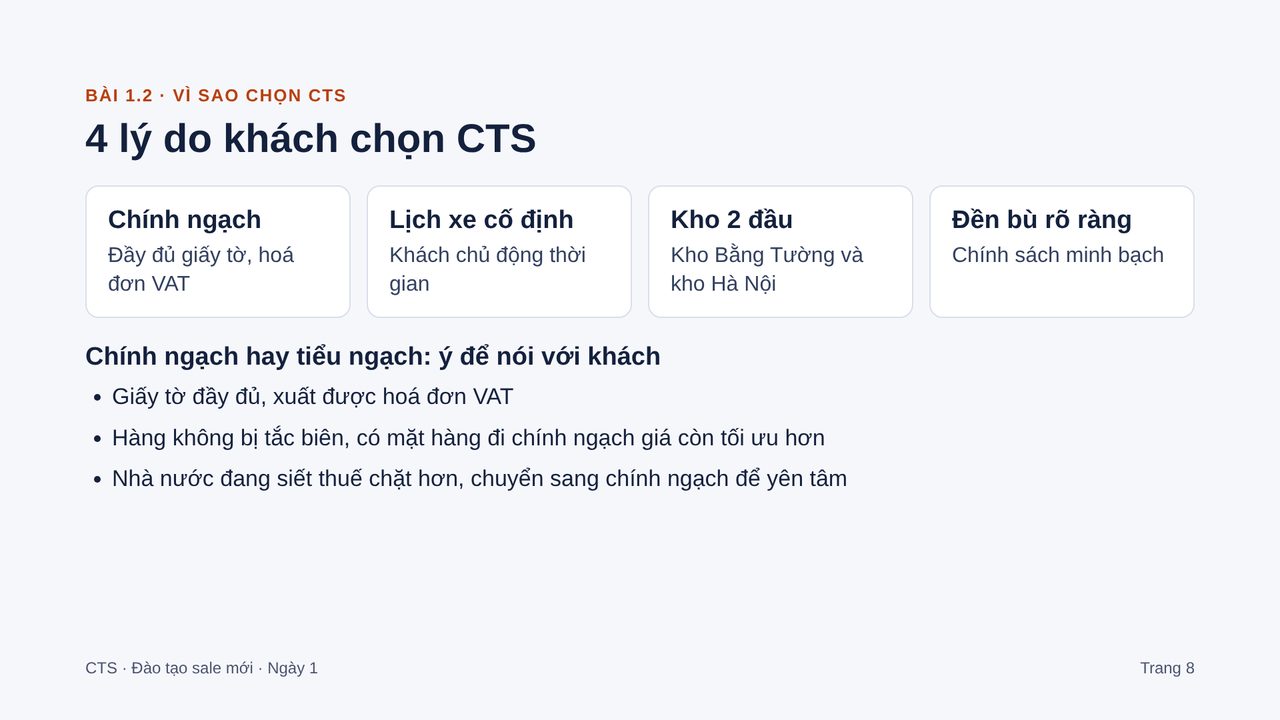 BÀI 1.2 · VÌ SAO CHỌN CTS
4 lý do khách chọn CTS
Chính ngạch
Đầy đủ giấy tờ, hoá
đơn VAT
Lịch xe cố định
Khách chủ động thời
gian
Kho 2 đầu
Kho Bằng Tường và
kho Hà Nội
Đền bù rõ ràng
Chính sách minh bạch
Chính ngạch hay tiểu ngạch: ý để nói với khách
• Giấy tờ đầy đủ, xuất được hoá đơn VAT
• Hàng không bị tắc biên, có mặt hàng đi chính ngạch giá còn tối ưu hơn
• Nhà nước đang siết thuế chặt hơn, chuyển sang chính ngạch để yên tâm
CTS · Đào tạo sale mới · Ngày 1
Trang 8